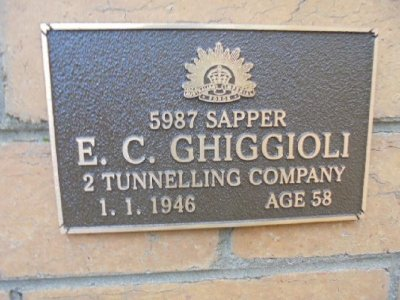 5987 SAPPER
E. C. GHIGGIOLI
2 TUNNELLING COMPANY
1. 1. 1946 AGE 58